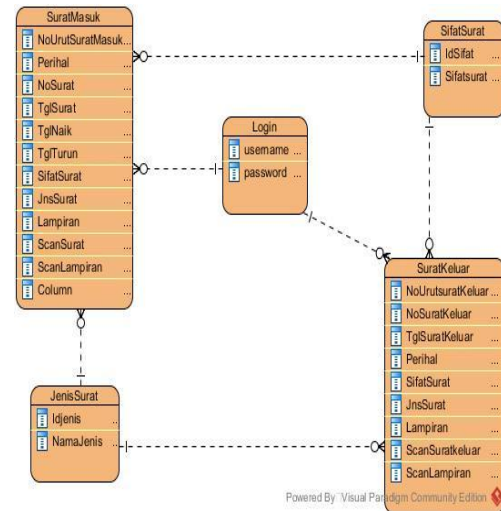 SuratMasuk
NoUrutSuratMasuk...
Perihal ...
NoSurat ...
TglSurat ...
TglNaik ...
TglTurun ...
SifatSurat ...
JnsSurat ...
Lampiran ...
ScanSurat ...
ScanLampiran ...
Column ...
SifatSurat
IdSifat ...
Sifatsurat ...
Login
username ...
password ...
SuratKeluar
NoUrutsuratKeluar ...
NoSuratKeluar ...
TglSuratKeluar ...
Perihal ...
SifatSurat ...
JnsSurat ...
Lampiran ...
ScanSuratkeluar ...
ScanLampiran ...
JenisSurat
Idjenis ...
NamaJenis ...
Powered By Visual Paradigm Community Edition